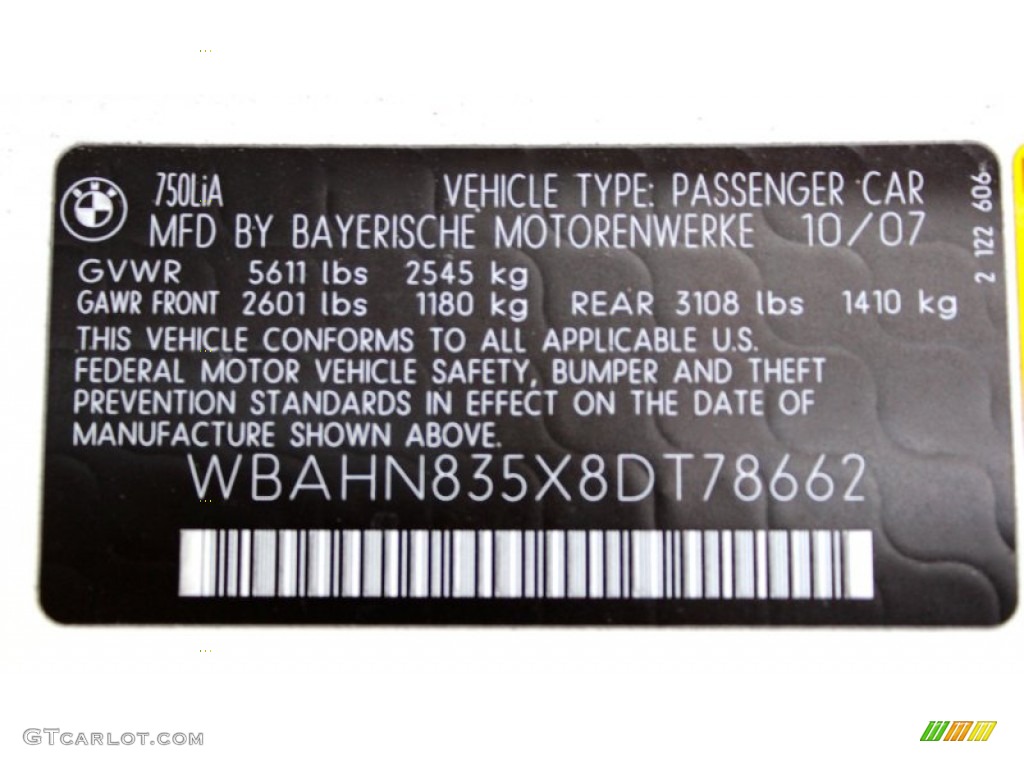 750LiA VEHICLE TYPE: PASSENGER CAR
MFD BY BAYERISCHE MOTORENWERKE 10/07
GVWR 5611 lbs 2545 kg
GAWR FRONT 2601 lbs 1180 kg REAR 3108 lbs 1410 kg
THIS VEHICLE CONFORMS TO ALL APPLICABLE U.S.
FEDERAL MOTOR VEHICLE SAFETY, BUMPER AND THEFT
PREVENTION STANDARDS IN EFFECT ON THE DATE OF
MANUFACTURE SHOWN ABOVE.
WBAHN835X8DT78662
2 122 606
GTCARLOT.COM